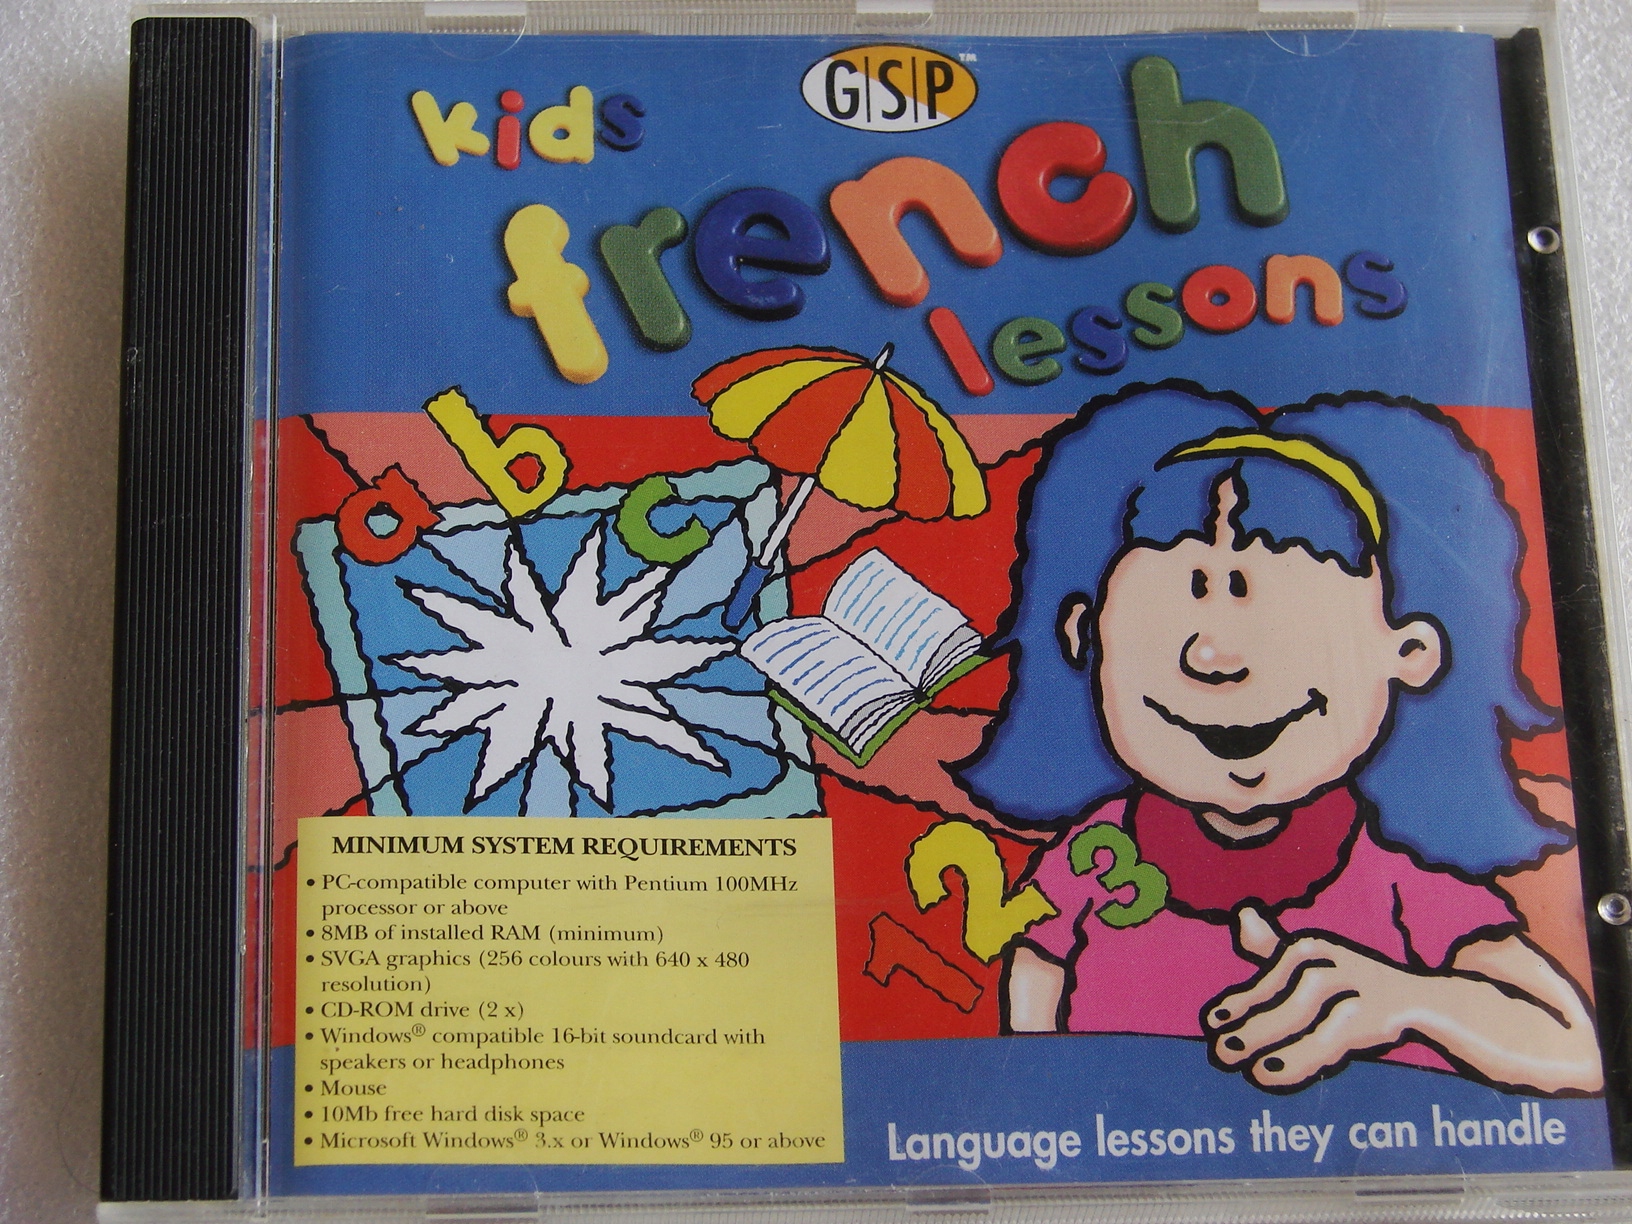 G|S|P™
kids
french
lessons
a b c
1 2 3
MINIMUM SYSTEM REQUIREMENTS
• PC-compatible computer with Pentium 100MHz
processor or above
• 8MB of installed RAM (minimum)
• SVGA graphics (256 colours with 640 x 480
resolution)
• CD-ROM drive (2 x)
• Windows® compatible 16-bit soundcard with
speakers or headphones
• Mouse
• 10Mb free hard disk space
• Microsoft Windows® 3.x or Windows® 95 or above
Language lessons they can handle